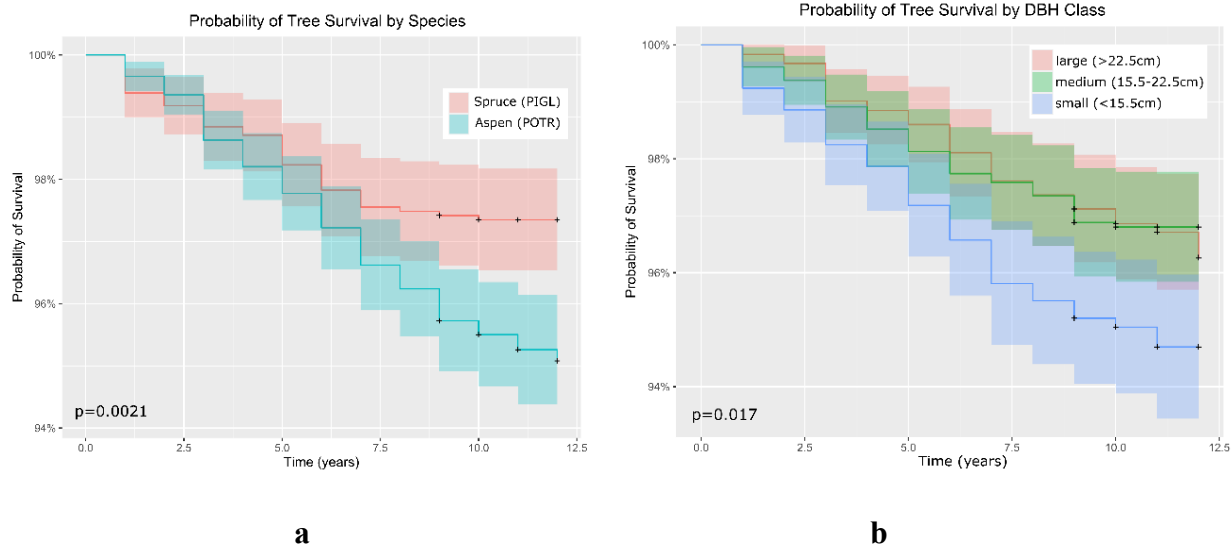 Probability of Tree Survival by Species
100%
98%
96%
94%
Probability of Survival
Spruce (PIGL)
Aspen (POTR)
p=0.0021
0.0 2.5 5.0 7.5 10.0 12.5
Time (years)
a
Probability of Tree Survival by DBH Class
100%
98%
96%
94%
Probability of Survival
large (>22.5cm)
medium (15.5-22.5cm)
small (<15.5cm)
p=0.017
0.0 2.5 5.0 7.5 10.0 12.5
Time (years)
b